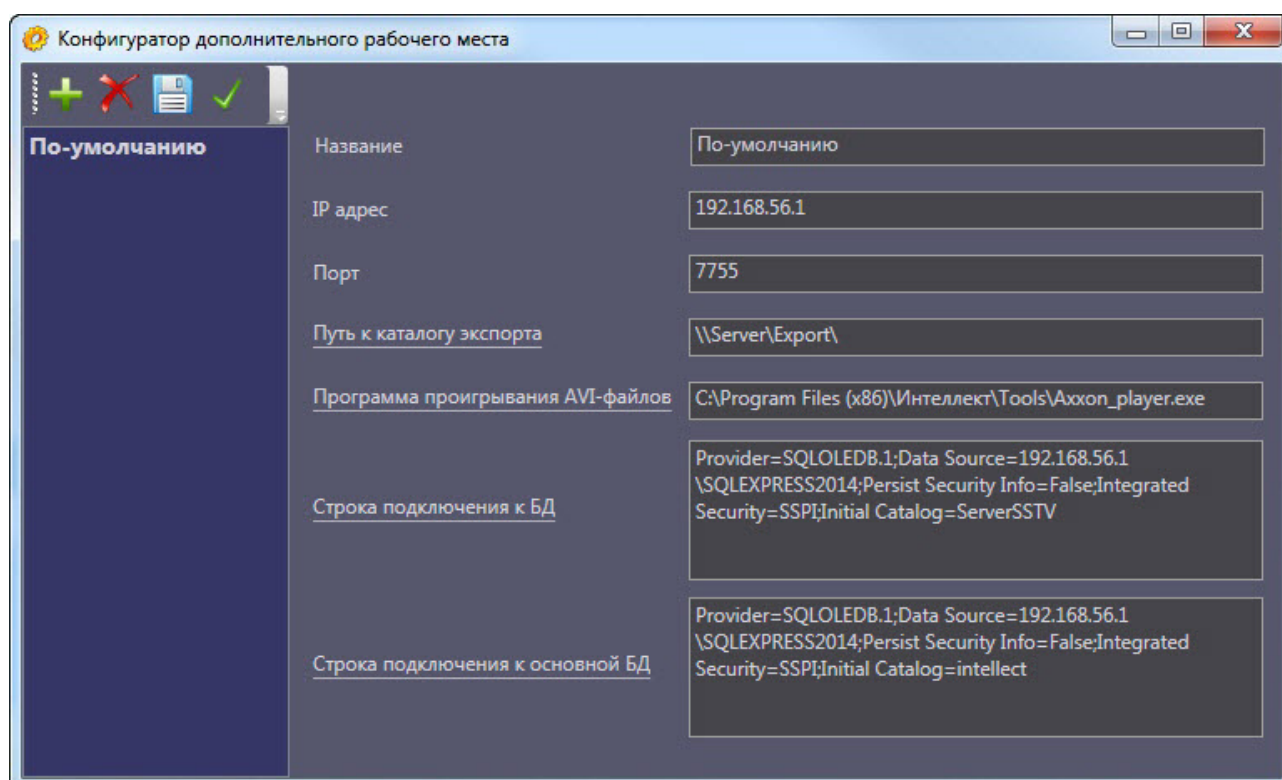 Конфигуратор дополнительного рабочего места
По-умолчанию
Название
По-умолчанию
IP адрес
192.168.56.1
Порт
7755
Путь к каталогу экспорта
\\Server\Export\
Программа проигрывания AVI-файлов
C:\Program Files (x86)\Интеллект\Tools\Axxon_player.exe
Строка подключения к БД
Provider=SQLOLEDB.1;Data Source=192.168.56.1
\SQLEXPRESS2014;Persist Security Info=False;Integrated
Security=SSPI;Initial Catalog=ServerSSTV
Строка подключения к основной БД
Provider=SQLOLEDB.1;Data Source=192.168.56.1
\SQLEXPRESS2014;Persist Security Info=False;Integrated
Security=SSPI;Initial Catalog=intellect